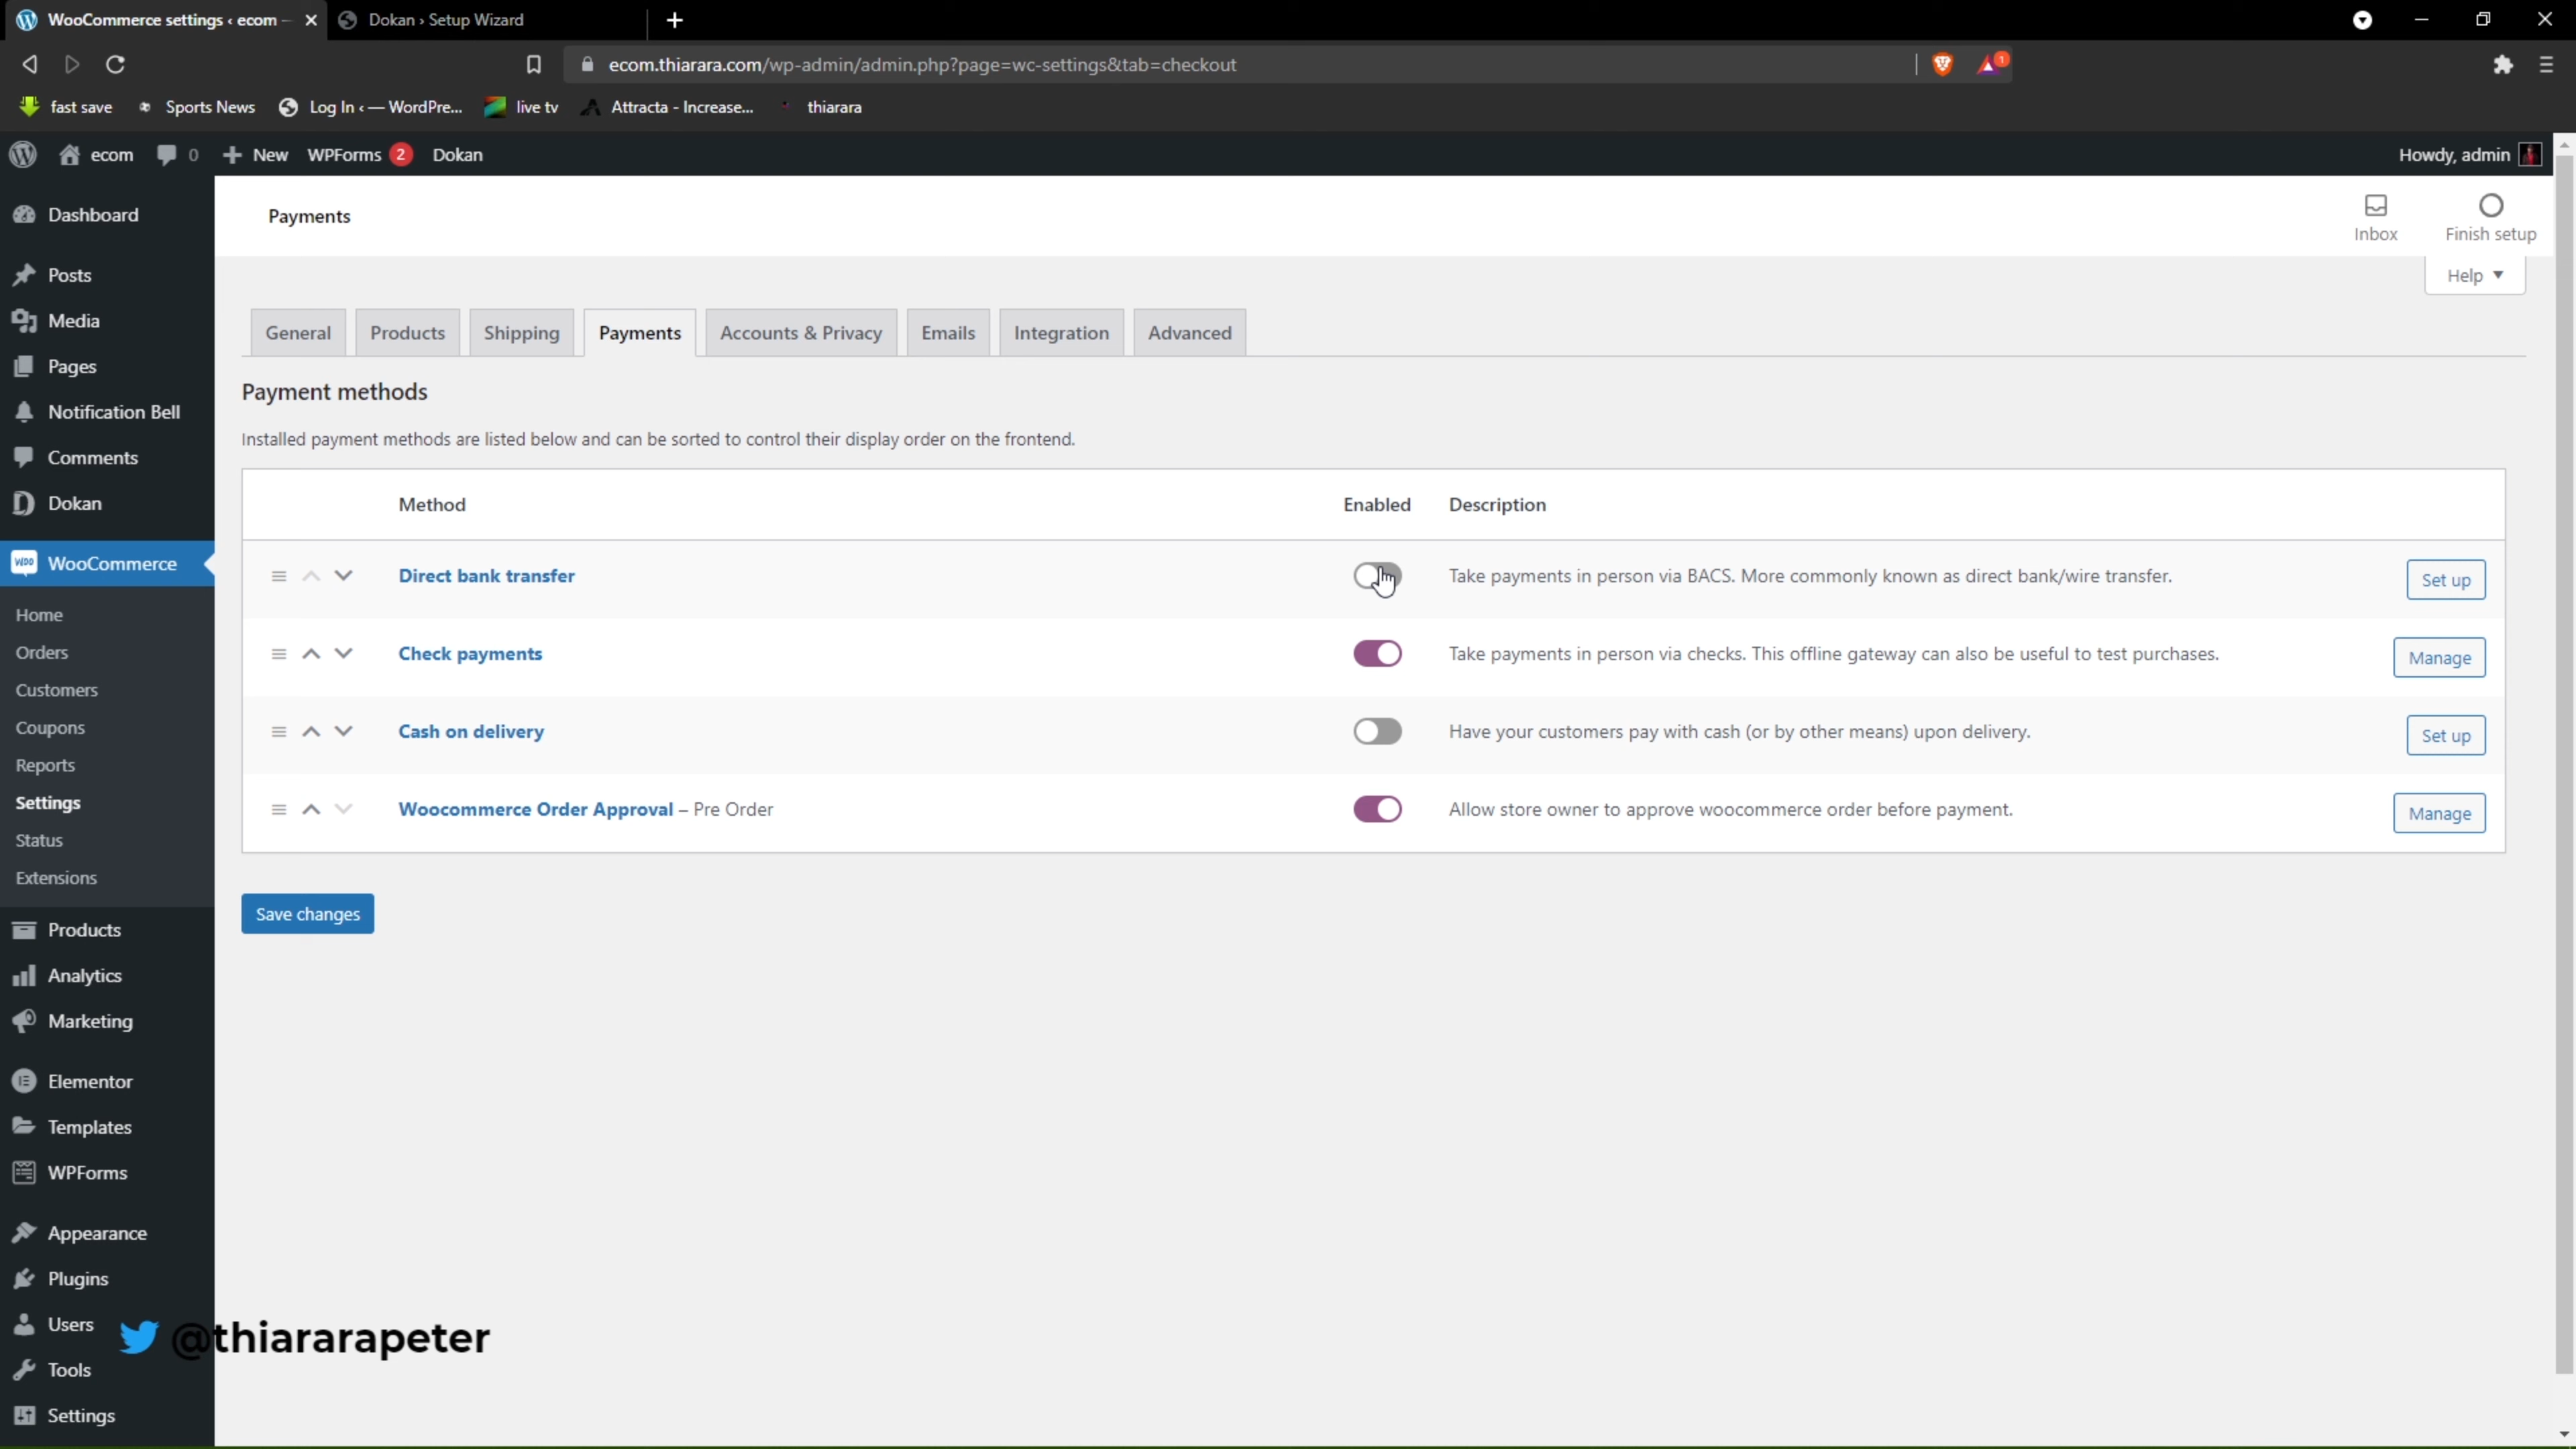 WooCommerce settings ‹ ecom —
Dokan › Setup Wizard
ecom.thiarara.com/wp-admin/admin.php?page=wc-settings&tab=checkout
1
fast save
Sports News
Log In ‹ — WordPre...
live tv
Attracta - Increase...
thiarara
ecom
0
New
WPForms 2
Dokan
Howdy, admin
Dashboard
Posts
Media
Pages
Notification Bell
Comments
Dokan
WooCommerce
Home
Orders
Customers
Coupons
Reports
Settings
Status
Extensions
Products
Analytics
Marketing
Elementor
Templates
WPForms
Appearance
Plugins
Users
Tools
Settings
Payments
Inbox
Finish setup
Help
General
Products
Shipping
Payments
Accounts & Privacy
Emails
Integration
Advanced
Payment methods
Installed payment methods are listed below and can be sorted to control their display order on the frontend.
Method Enabled Description
Direct bank transfer Take payments in person via BACS. More commonly known as direct bank/wire transfer. Set up
Check payments Take payments in person via checks. This offline gateway can also be useful to test purchases. Manage
Cash on delivery Have your customers pay with cash (or by other means) upon delivery. Set up
Woocommerce Order Approval – Pre Order Allow store owner to approve woocommerce order before payment. Manage
Save changes
@thiararapeter